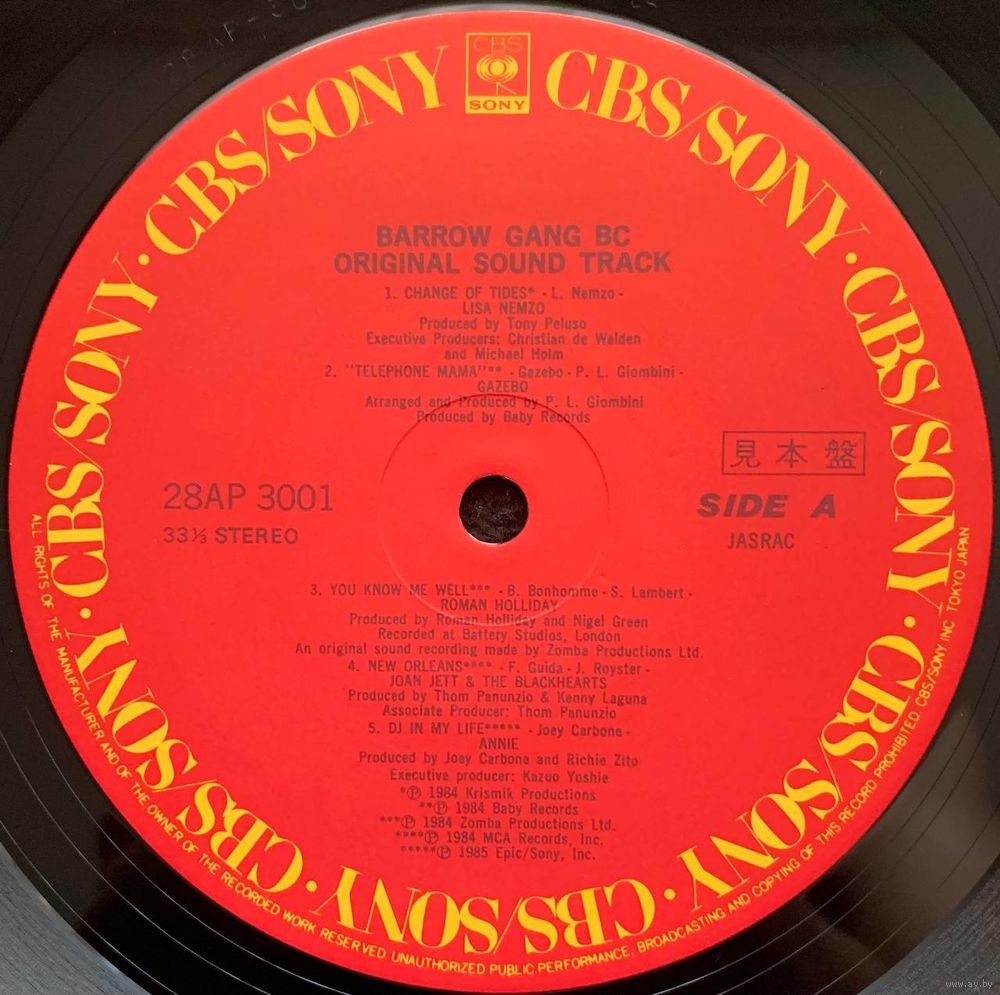 CBS
SONY
CBS/SONY · CBS/SONY · CBS/SONY · CBS/SONY · CBS/SONY · CBS/SONY · CBS/SONY · CBS/SONY · CBS/SONY
BARROW GANG BC
ORIGINAL SOUND TRACK
1. CHANGE OF TIDES* - L. Nemzo -
LISA NEMZO
Produced by Tony Peluso
Executive Producers: Christian de Walden
and Michael Holm
2. "TELEPHONE MAMA"** - Gazebo - P. L. Giombini -
GAZEBO
Arranged and Produced by P. L. Giombini
Produced by Baby Records
見本盤
28AP 3001
SIDE A
33⅓ STEREO
JASRAC
3. YOU KNOW ME WELL*** - B. Bonhomme - S. Lambert -
ROMAN HOLLIDAY
Produced by Roman Holliday and Nigel Green
Recorded at Battery Studios, London
An original sound recording made by Zomba Productions Ltd.
4. NEW ORLEANS**** - F. Guida - J. Royster -
JOAN JETT & THE BLACKHEARTS
Produced by Thom Panunzio & Kenny Laguna
Associate Producer: Thom Panunzio
5. DJ IN MY LIFE***** - Joey Carbone -
ANNIE
Produced by Joey Carbone and Richie Zito
Executive producer: Kazuo Yoshie
*℗ 1984 Krismik Productions
**℗ 1984 Baby Records
***℗ 1984 Zomba Productions Ltd.
****℗ 1984 MCA Records, Inc.
*****℗ 1985 Epic/Sony, Inc.
ALL RIGHTS OF THE MANUFACTURER AND OF THE OWNER OF THE RECORDED WORK RESERVED UNAUTHORIZED PUBLIC PERFORMANCE, BROADCASTING AND COPYING OF THIS RECORD PROHIBITED CBS/SONY INC TOKYO JAPAN
www.ay.by